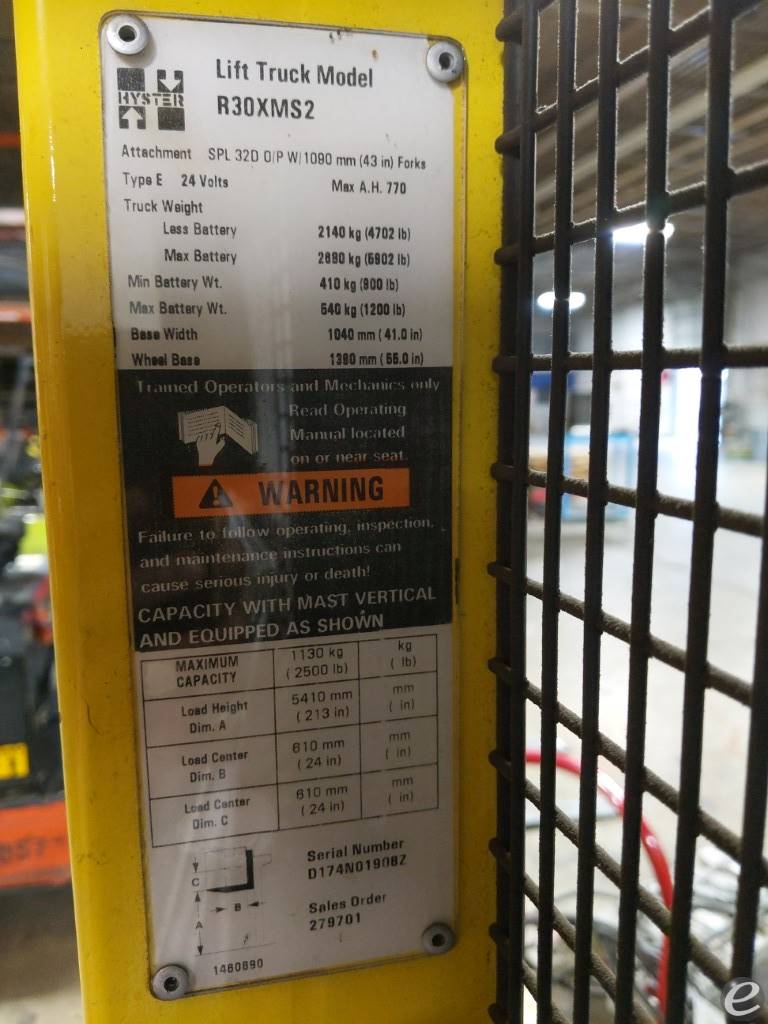 HYSTER
Lift Truck Model
R30XMS2
Attachment SPL 32D O/P W/1090 mm (43 in) Forks
Type E 24 Volts Max A.H. 770
Truck Weight
Less Battery 2140 kg (4702 lb)
Max Battery 2680 kg (5902 lb)
Min Battery Wt. 410 kg (900 lb)
Max Battery Wt. 540 kg (1200 lb)
Base Width 1040 mm (41.0 in)
Wheel Base 1390 mm (55.0 in)
Trained Operators and Mechanics only
Read Operating
Manual located
on or near seat.
WARNING
Failure to follow operating, inspection,
and maintenance instructions can
cause serious injury or death!
CAPACITY WITH MAST VERTICAL
AND EQUIPPED AS SHOWN
MAXIMUM CAPACITY 1130 kg (2500 lb) kg ( lb)
Load Height Dim. A 5410 mm (213 in) mm ( in)
Load Center Dim. B 610 mm (24 in) mm ( in)
Load Center Dim. C 610 mm (24 in) mm ( in)
C
B
A
Serial Number
D174N01908Z
Sales Order
279701
1460890
e